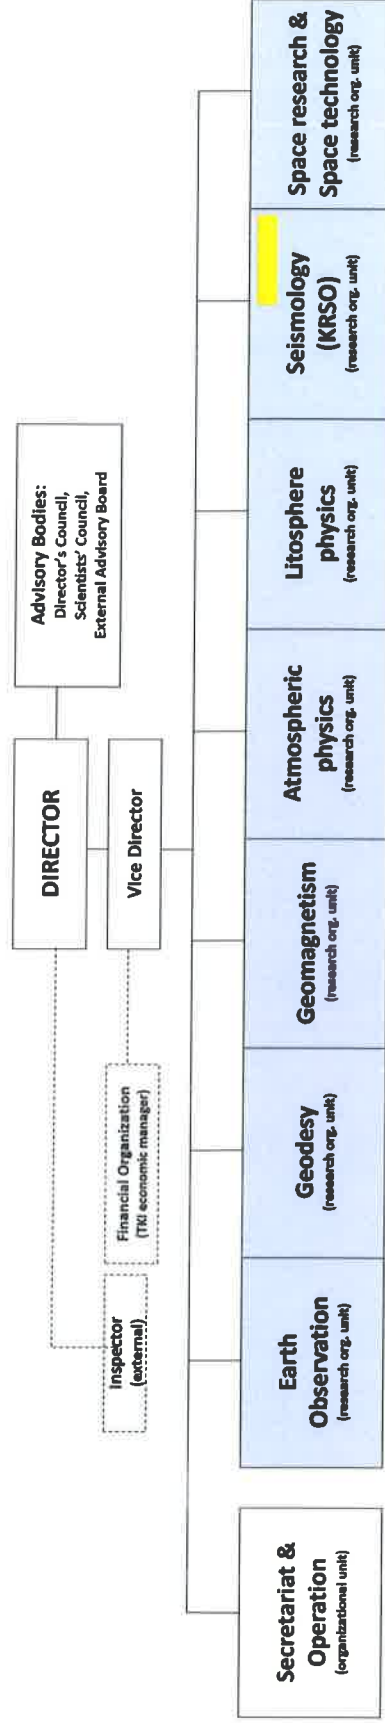 DIRECTOR
Advisory Bodies:
Director's Council,
Scientists' Council,
External Advisory Board
Vice Director
Financial Organization
(TKI economic manager)
Inspector
(external)
Secretariat &
Operation
(organizational unit)
Earth
Observation
(research org. unit)
Geodesy
(research org. unit)
Geomagnetism
(research org. unit)
Atmospheric
physics
(research org. unit)
Litosphere
physics
(research org. unit)
Seismology
(KRSO)
(research org. unit)
Space research &
Space technology
(research org. unit)